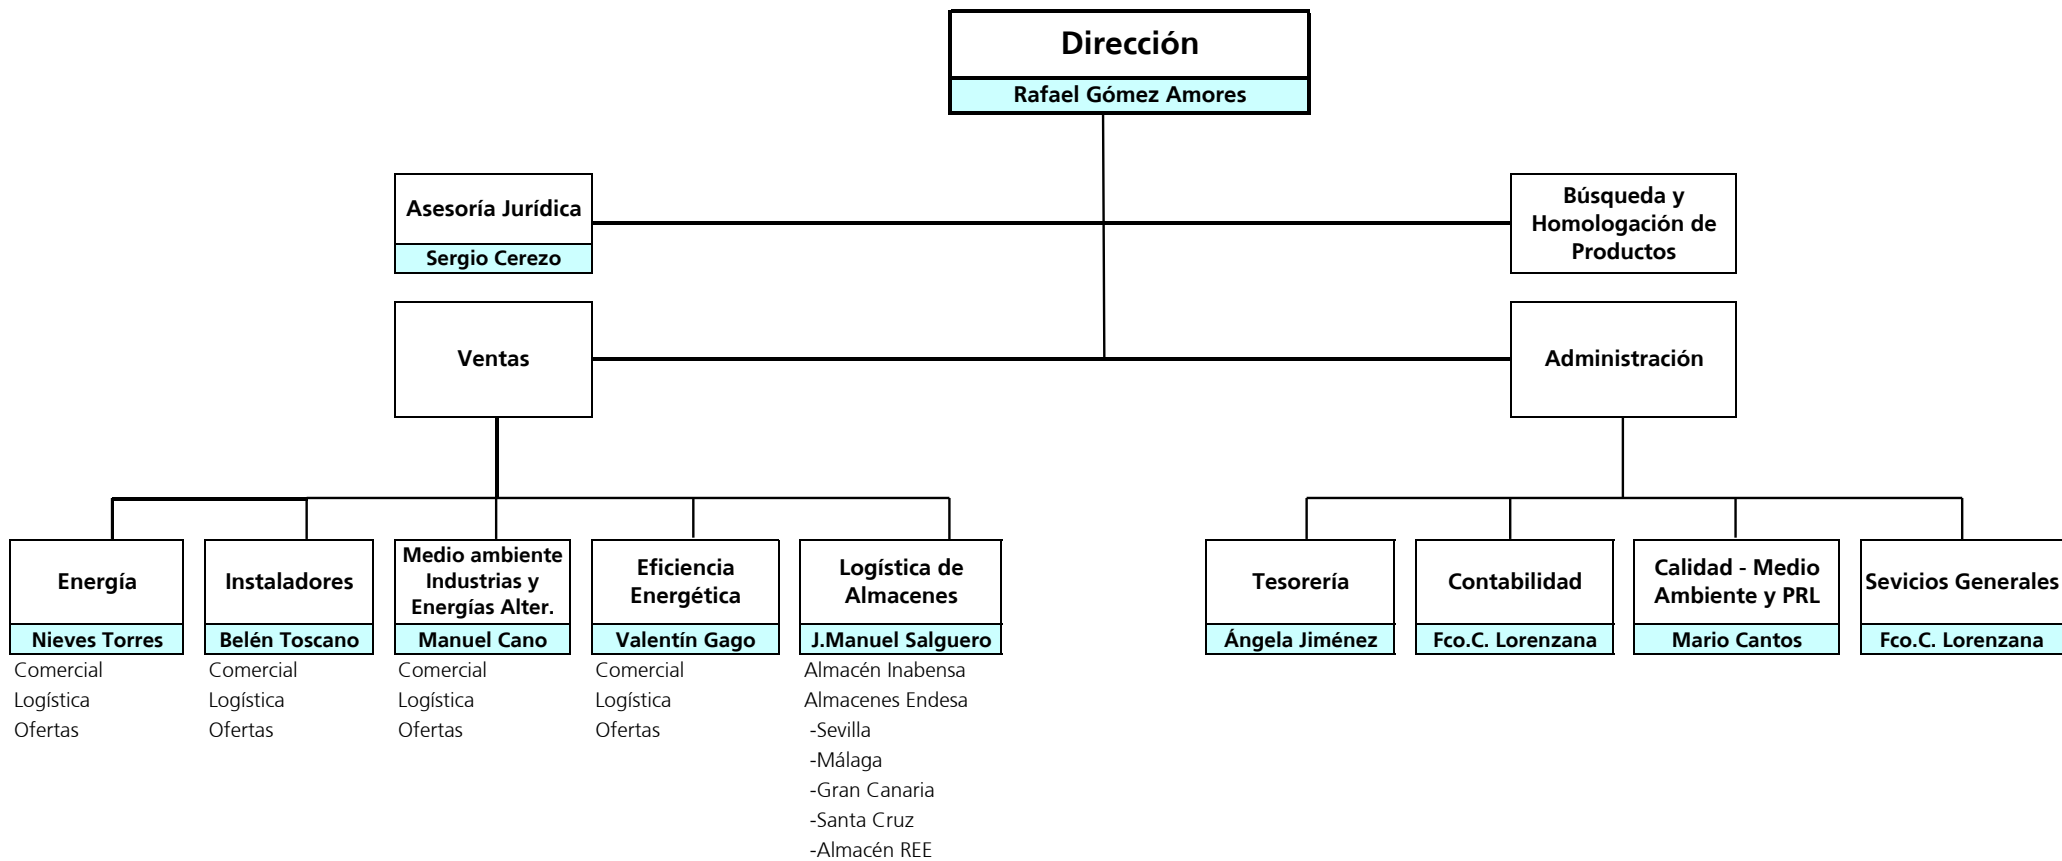 Dirección
Rafael Gómez Amores
Asesoría Jurídica
Sergio Cerezo
Búsqueda y
Homologación de
Productos
Ventas
Administración
Energía
Nieves Torres
Comercial
Logística
Ofertas
Instaladores
Belén Toscano
Comercial
Logística
Ofertas
Medio ambiente
Industrias y
Energías Alter.
Manuel Cano
Comercial
Logística
Ofertas
Eficiencia
Energética
Valentín Gago
Comercial
Logística
Ofertas
Logística de
Almacenes
J.Manuel Salguero
Almacén Inabensa
Almacenes Endesa
-Sevilla
-Málaga
-Gran Canaria
-Santa Cruz
-Almacén REE
Tesorería
Ángela Jiménez
Contabilidad
Fco.C. Lorenzana
Calidad - Medio
Ambiente y PRL
Mario Cantos
Sevicios Generales
Fco.C. Lorenzana